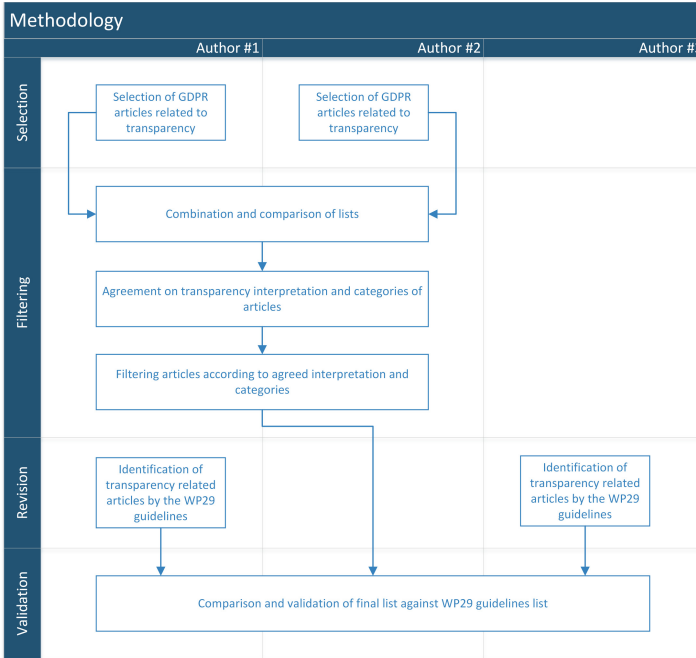 Methodology
Author #1
Author #2
Author #
Selection
Selection of GDPR
articles related to
transparency
Selection of GDPR
articles related to
transparency
Filtering
Combination and comparison of lists
Agreement on transparency interpretation and categories of
articles
Filtering articles according to agreed interpretation and
categories
Revision
Identification of
transparency related
articles by the WP29
guidelines
Identification of
transparency related
articles by the WP29
guidelines
Validation
Comparison and validation of final list against WP29 guidelines list